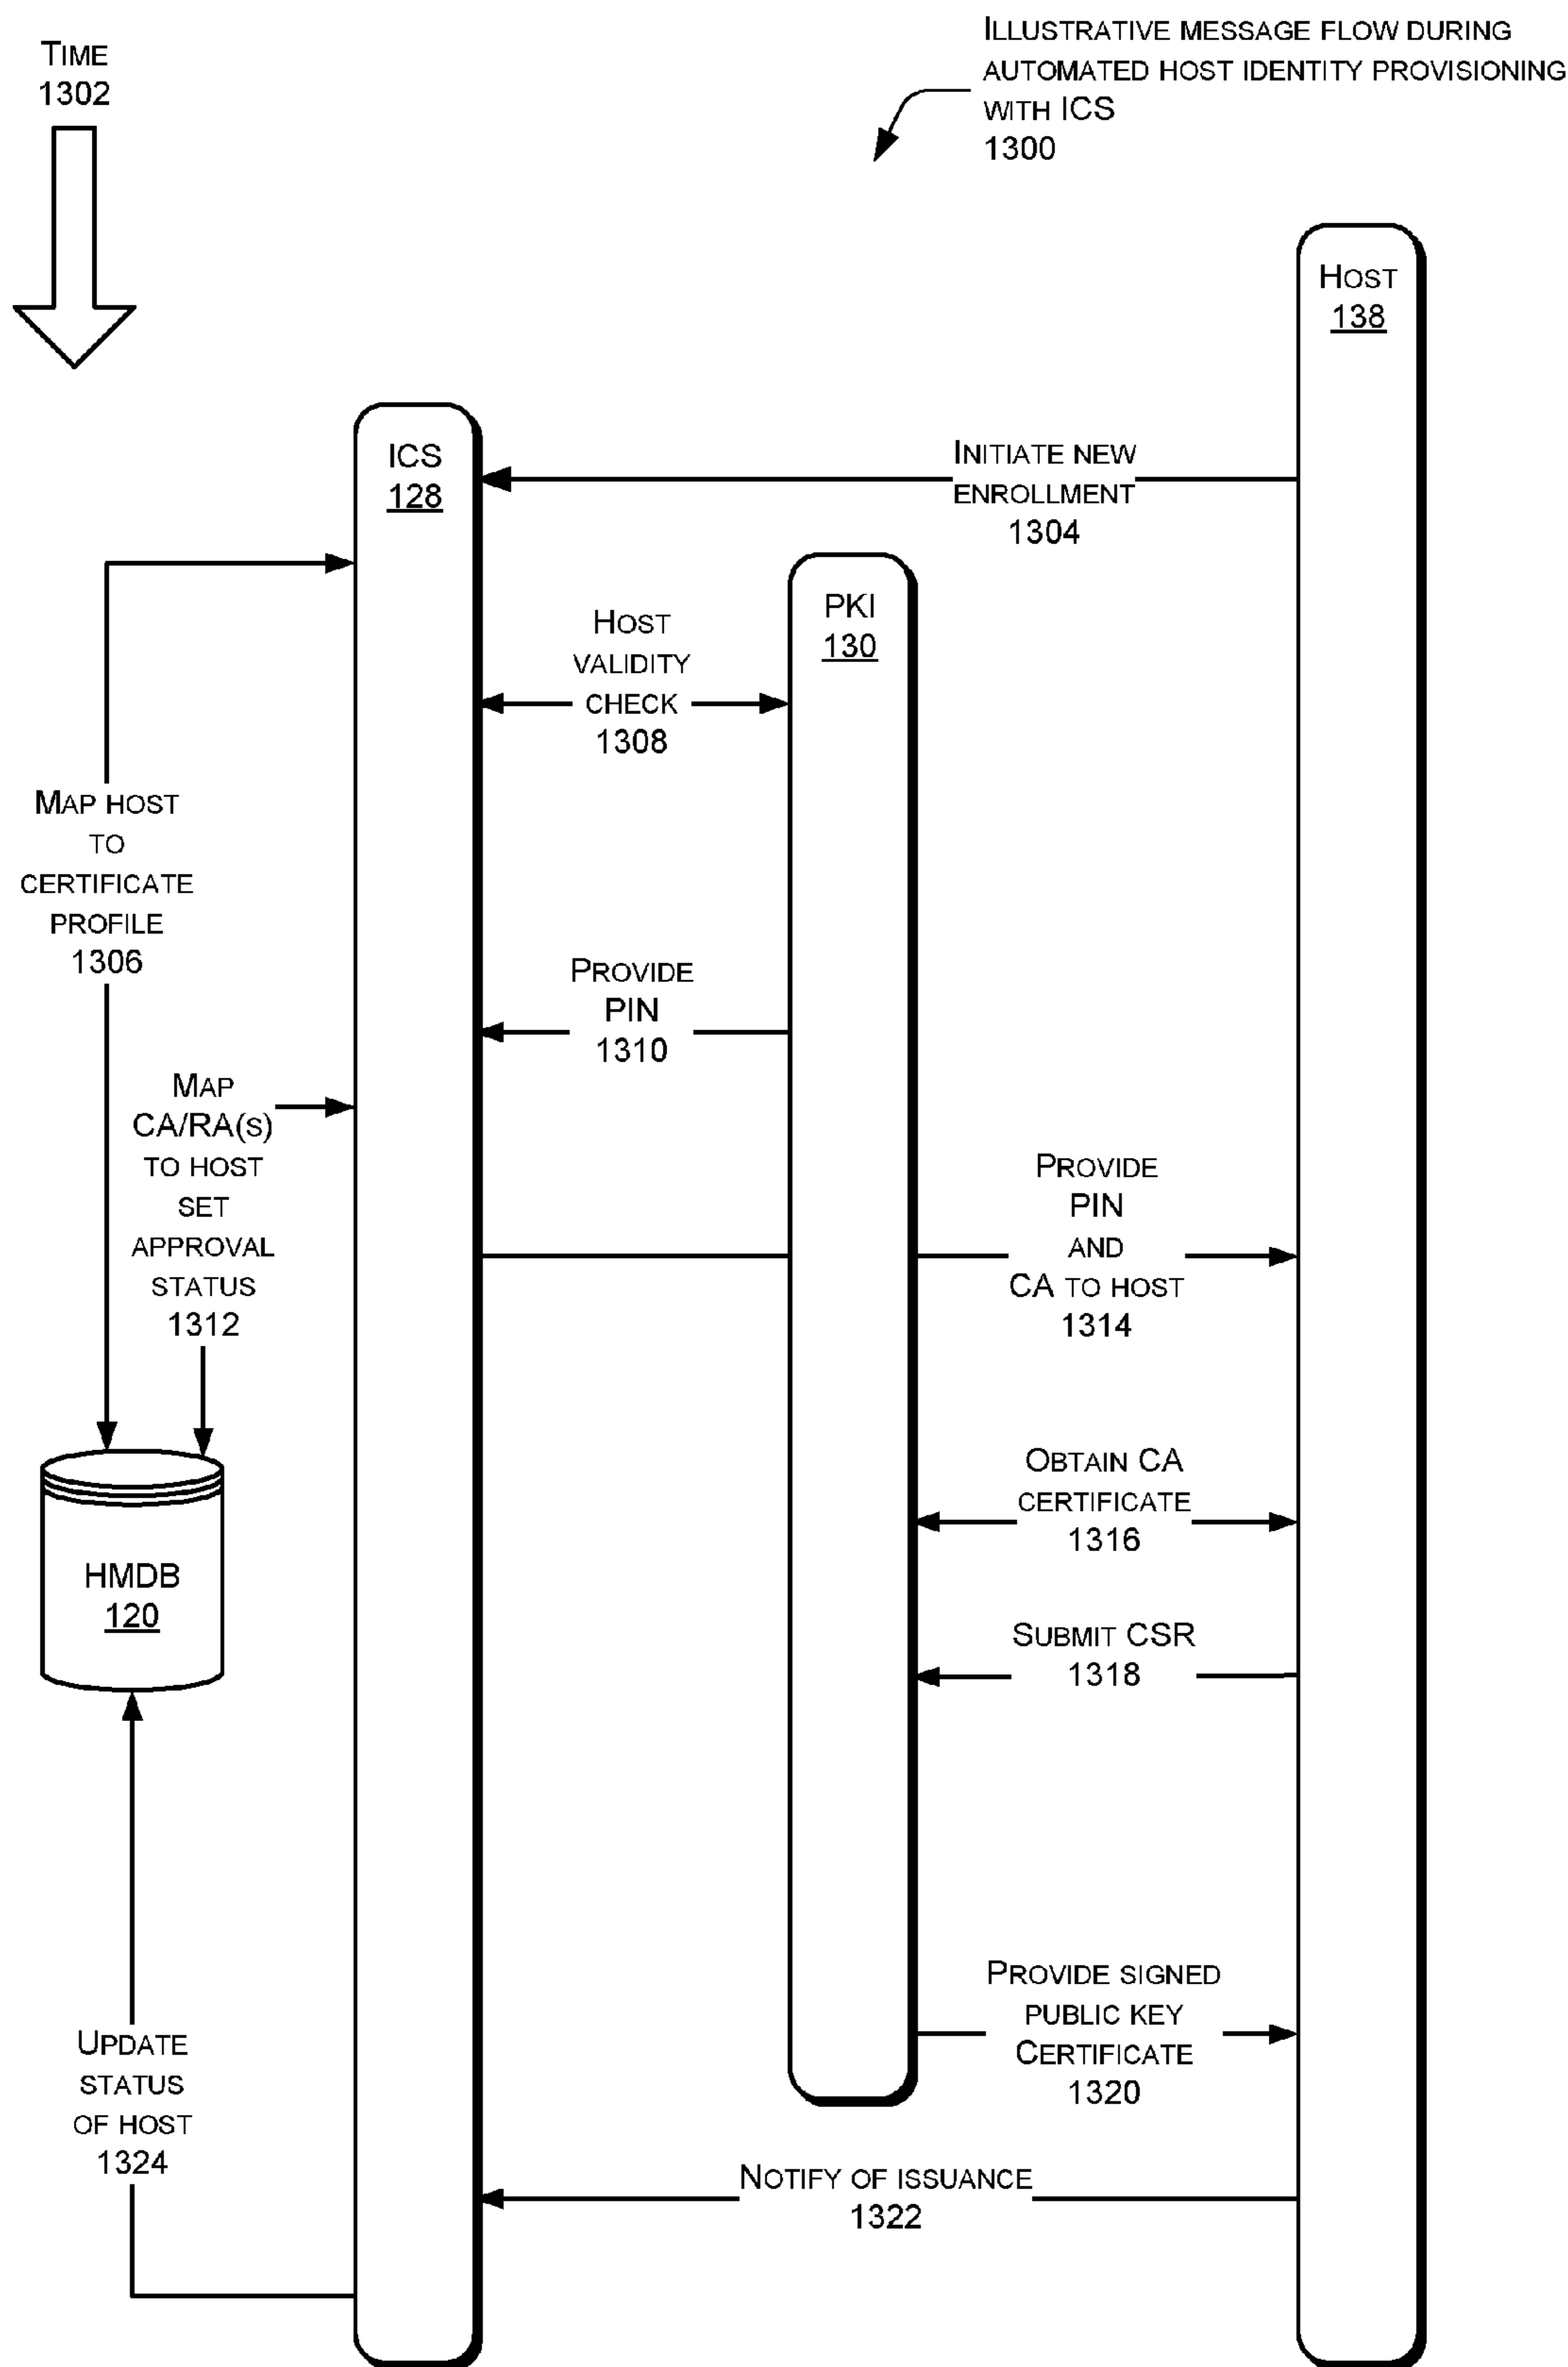 TIME
1302
ILLUSTRATIVE MESSAGE FLOW DURING
AUTOMATED HOST IDENTITY PROVISIONING
WITH ICS
1300
HOST
138
ICS
128
INITIATE NEW
ENROLLMENT
1304
PKI
130
HOST
VALIDITY
CHECK
1308
MAP HOST
TO
CERTIFICATE
PROFILE
1306
PROVIDE
PIN
1310
MAP
CA/RA(S)
TO HOST
SET
APPROVAL
STATUS
1312
PROVIDE
PIN
AND
CA TO HOST
1314
OBTAIN CA
CERTIFICATE
1316
HMDB
120
SUBMIT CSR
1318
PROVIDE SIGNED
PUBLIC KEY
CERTIFICATE
1320
UPDATE
STATUS
OF HOST
1324
NOTIFY OF ISSUANCE
1322